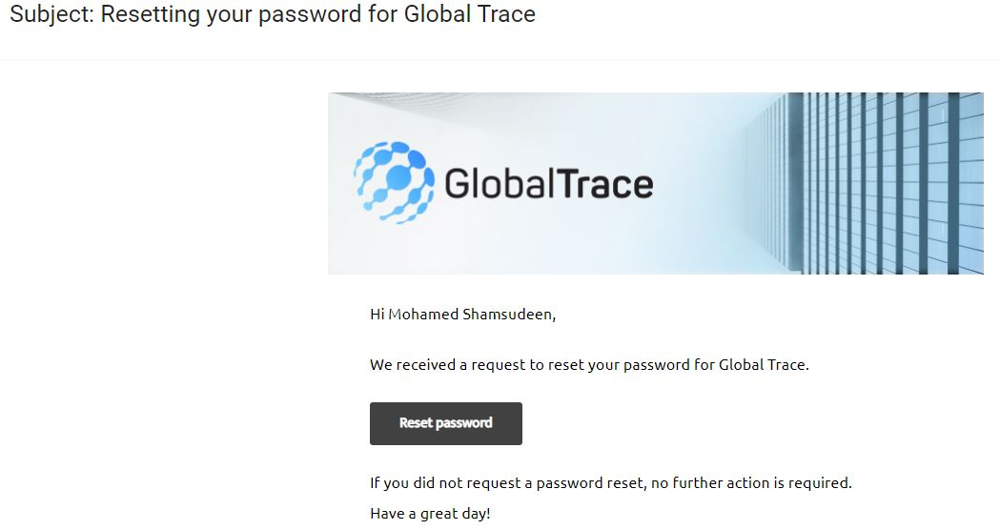 Subject: Resetting your password for Global Trace
GlobalTrace
Hi Mohamed Shamsudeen,
We received a request to reset your password for Global Trace.
Reset password
If you did not request a password reset, no further action is required.
Have a great day!